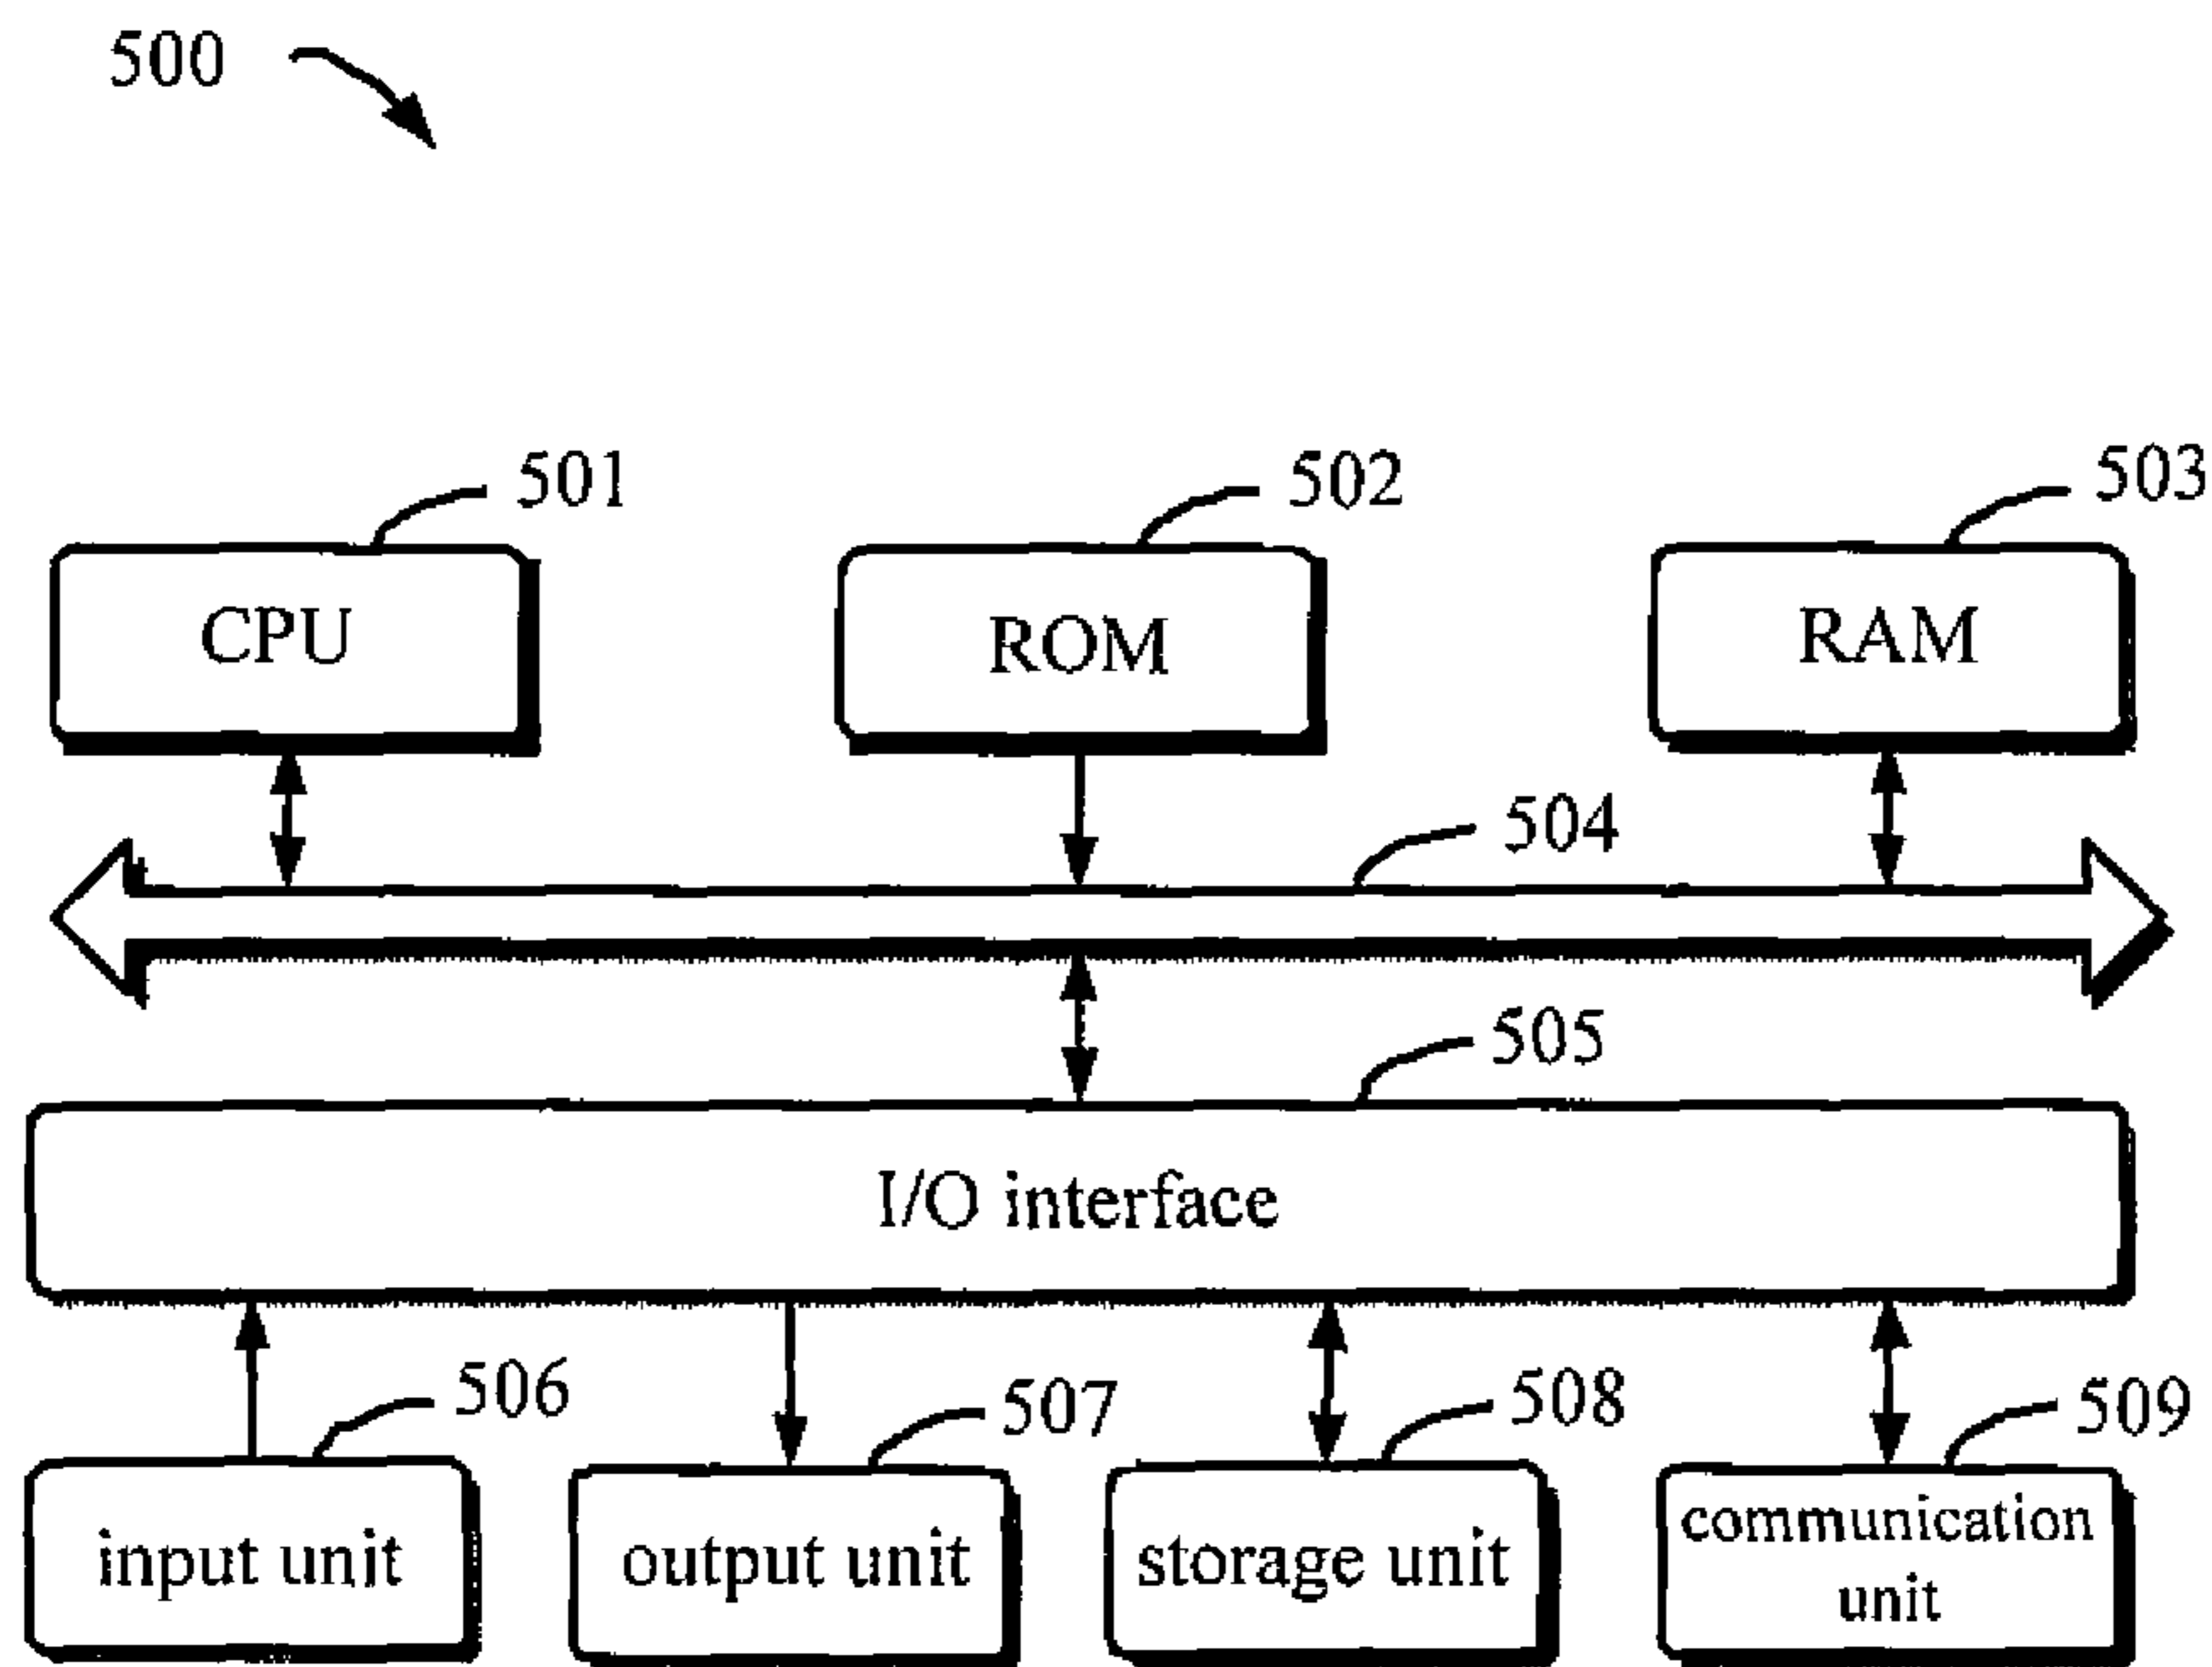 500
501
502
503
CPU
ROM
RAM
504
505
I/O interface
506
507
508
509
input unit
output unit
storage unit
communication
unit